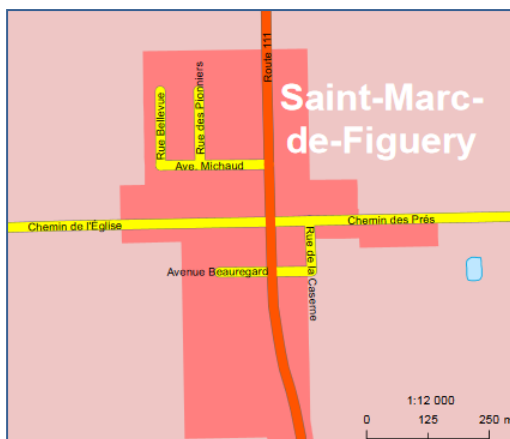 Route 111
Rue des Pionniers
Rue Bellevue
Saint-Marc-
de-Figuery
Ave. Michaud
Chemin de l'Église
Chemin des Prés
Rue de la Caserne
Avenue Beauregard
1:12 000
0 125 250 m